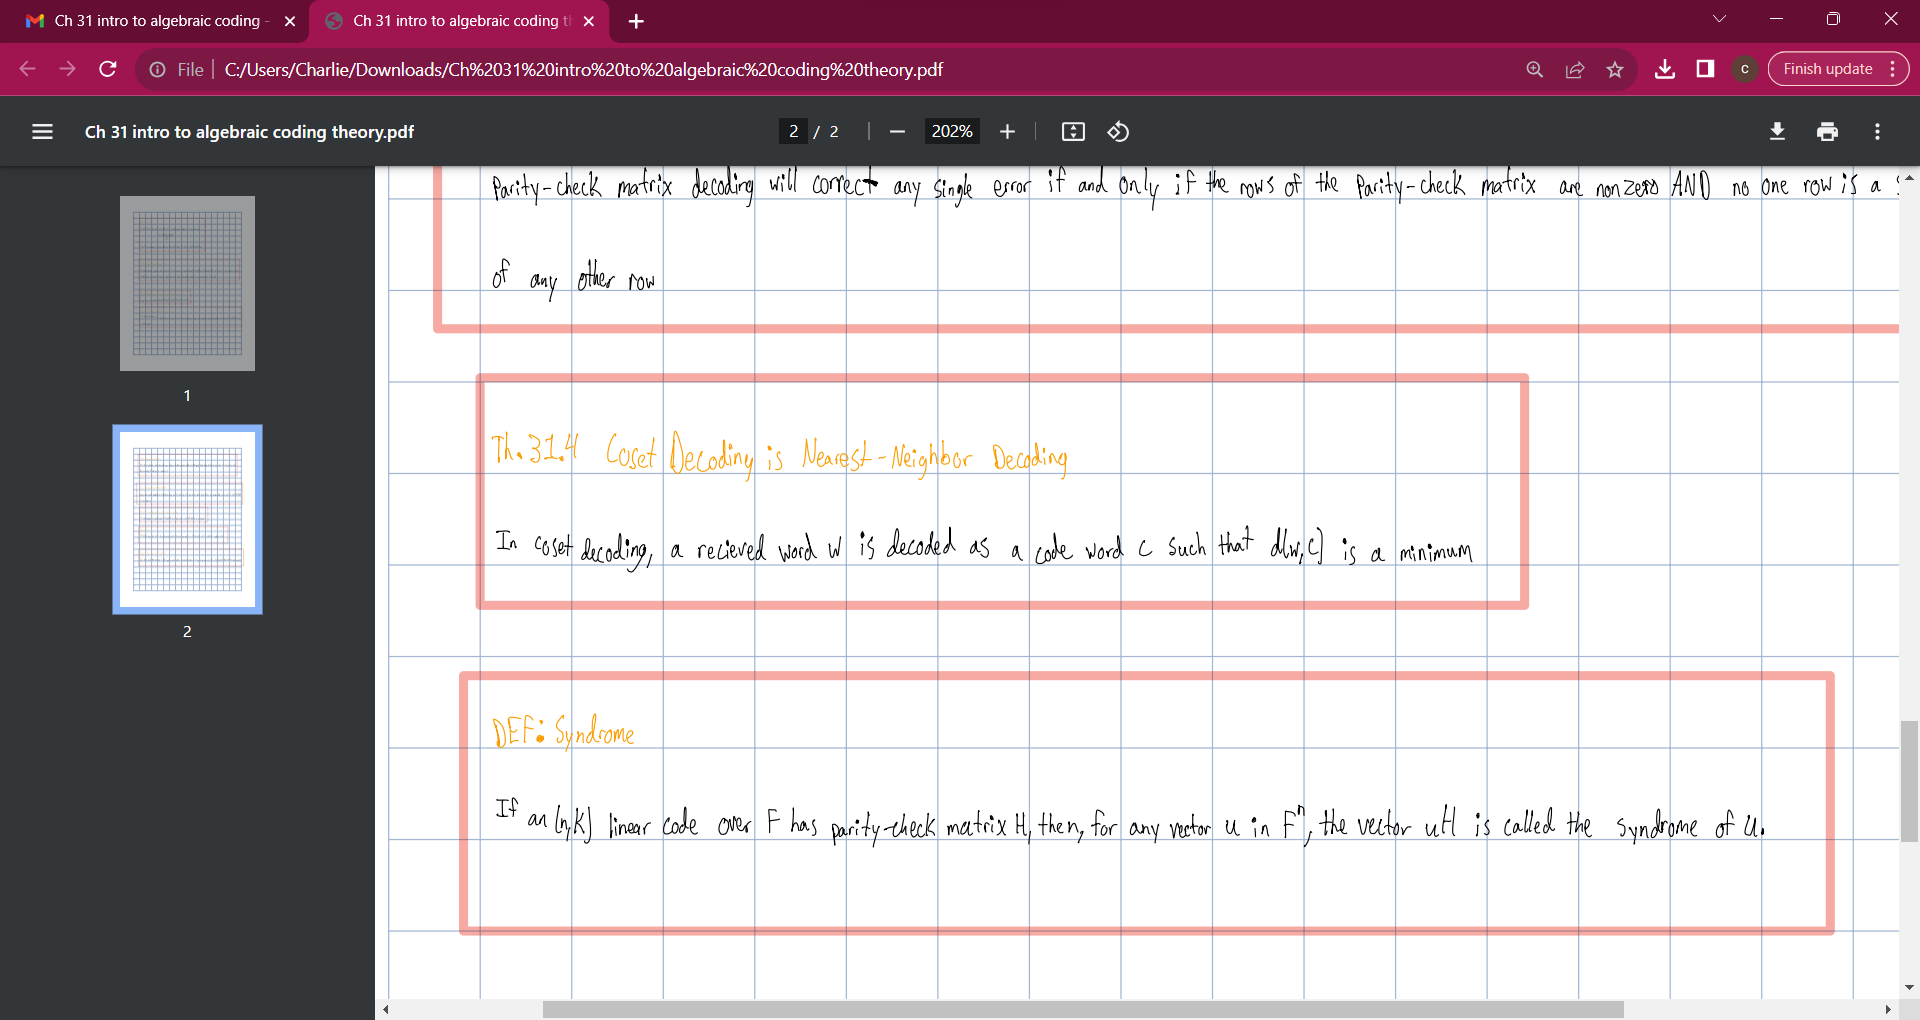 Ch 31 intro to algebraic coding -
Ch 31 intro to algebraic coding t
File
C:/Users/Charlie/Downloads/Ch%2031%20intro%20to%20algebraic%20coding%20theory.pdf
C
Finish update
Ch 31 intro to algebraic coding theory.pdf
2 / 2
202%
1
2
Parity-check matrix decoding will correct any single error if and only if the rows of the Parity-check matrix are nonzero AND no one row is a
of any other row
Th.31.4 Coset Decoding is Nearest-Neighbor Decoding
In coset decoding, a recieved word w is decoded as a code word c such that d(w,c) is a minimum
DEF: Syndrome
If an (n,k) linear code over F has parity-check matrix H, then, for any vector u in Fⁿ, the vector uH is called the syndrome of u.